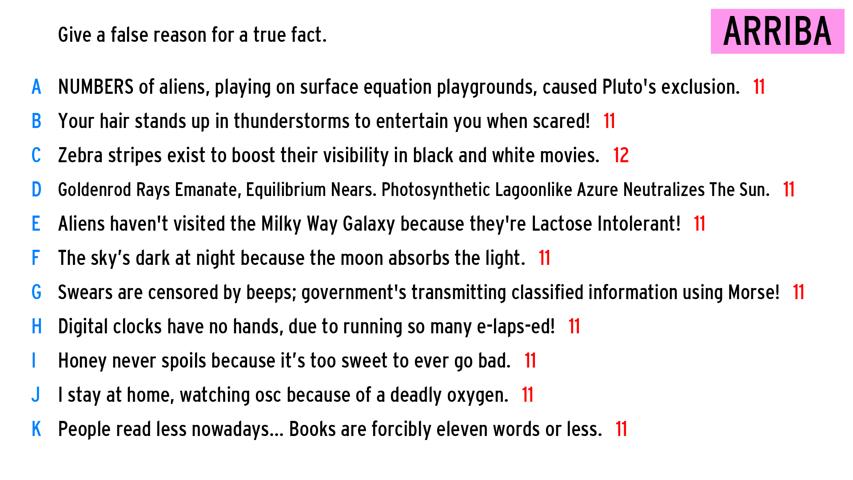 Give a false reason for a true fact.
ARRIBA
A NUMBERS of aliens, playing on surface equation playgrounds, caused Pluto's exclusion. 11
B Your hair stands up in thunderstorms to entertain you when scared! 11
C Zebra stripes exist to boost their visibility in black and white movies. 12
D Goldenrod Rays Emanate, Equilibrium Nears. Photosynthetic Lagoonlike Azure Neutralizes The Sun. 11
E Aliens haven't visited the Milky Way Galaxy because they're Lactose Intolerant! 11
F The sky’s dark at night because the moon absorbs the light. 11
G Swears are censored by beeps; government's transmitting classified information using Morse! 11
H Digital clocks have no hands, due to running so many e-laps-ed! 11
I Honey never spoils because it’s too sweet to ever go bad. 11
J I stay at home, watching osc because of a deadly oxygen. 11
K People read less nowadays... Books are forcibly eleven words or less. 11